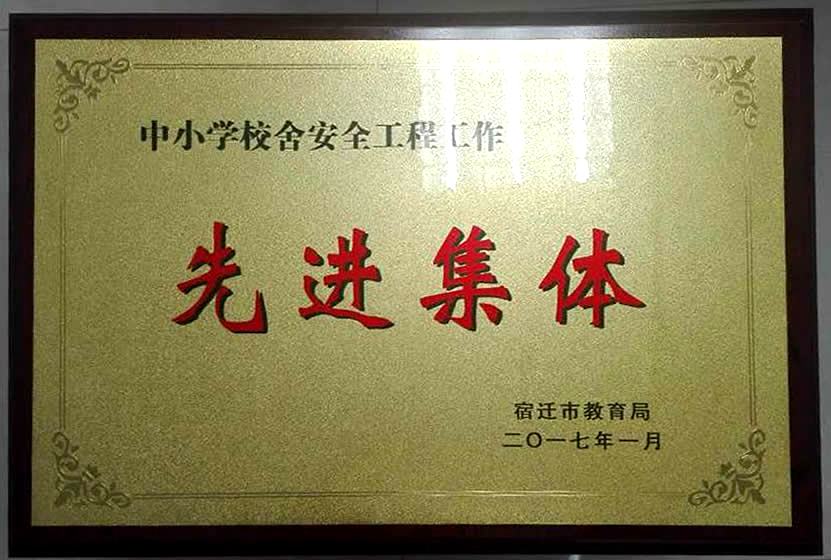 中小学校舍安全工程工作
先进集体
宿迁市教育局
二〇一七年一月